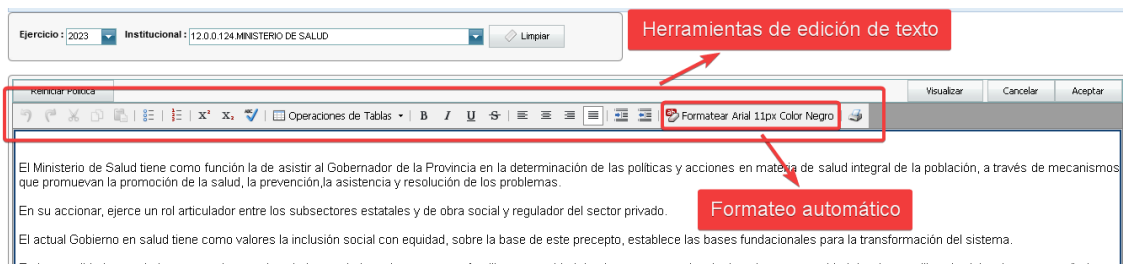 Ejercicio : 2023 Institucional : 12.0.0.124.MINISTERIO DE SALUD Limpiar
Herramientas de edición de texto
Reiniciar Política Visualizar Cancelar Aceptar
X² X₂ Operaciones de Tablas B I U S Formatear Arial 11px Color Negro
El Ministerio de Salud tiene como función la de asistir al Gobernador de la Provincia en la determinación de las políticas y acciones en materia de salud integral de la población, a través de mecanismos
que promuevan la promoción de la salud, la prevención,la asistencia y resolución de los problemas.
En su accionar, ejerce un rol articulador entre los subsectores estatales y de obra social y regulador del sector privado.
Formateo automático
El actual Gobierno en salud tiene como valores la inclusión social con equidad, sobre la base de este precepto, establece las bases fundacionales para la transformación del sistema.